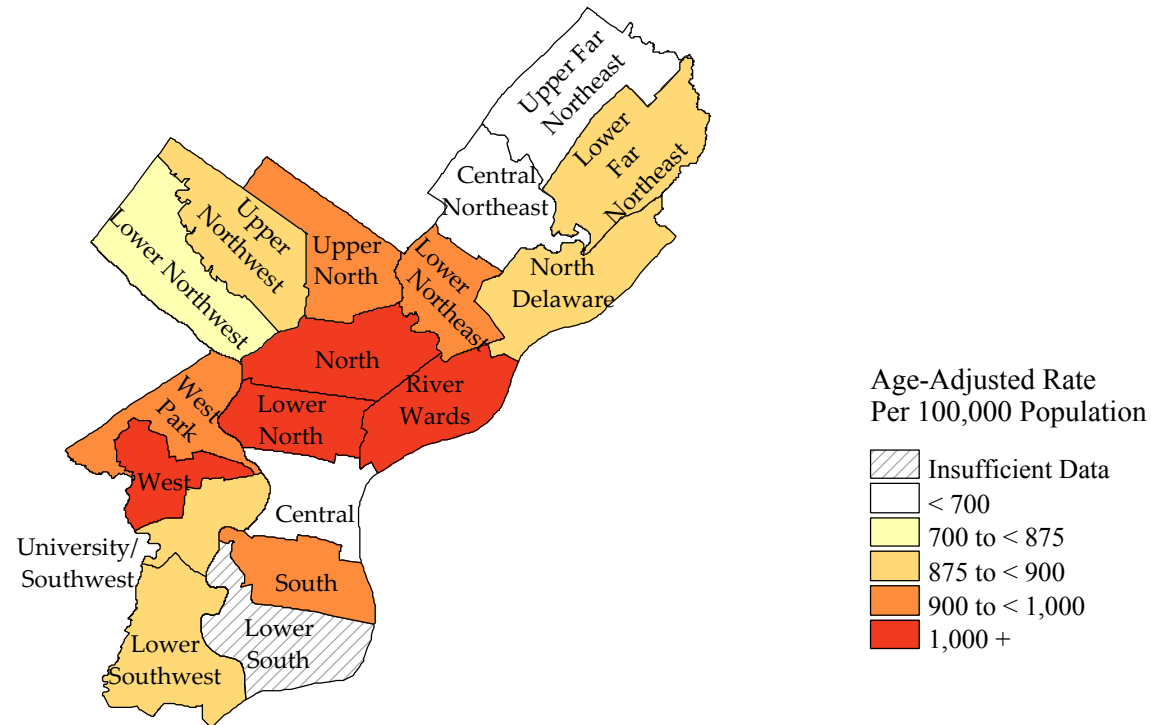 Upper Far
Northeast
Lower
Far
Northeast
Central
Northeast
Upper
Northwest
Lower Northwest
Upper
North
Lower
Northeast
North
Delaware
North
River
Wards
Lower
North
West
Park
West
Central
University/
Southwest
South
Lower
South
Lower
Southwest
Age-Adjusted Rate
Per 100,000 Population
Insufficient Data
< 700
700 to < 875
875 to < 900
900 to < 1,000
1,000 +